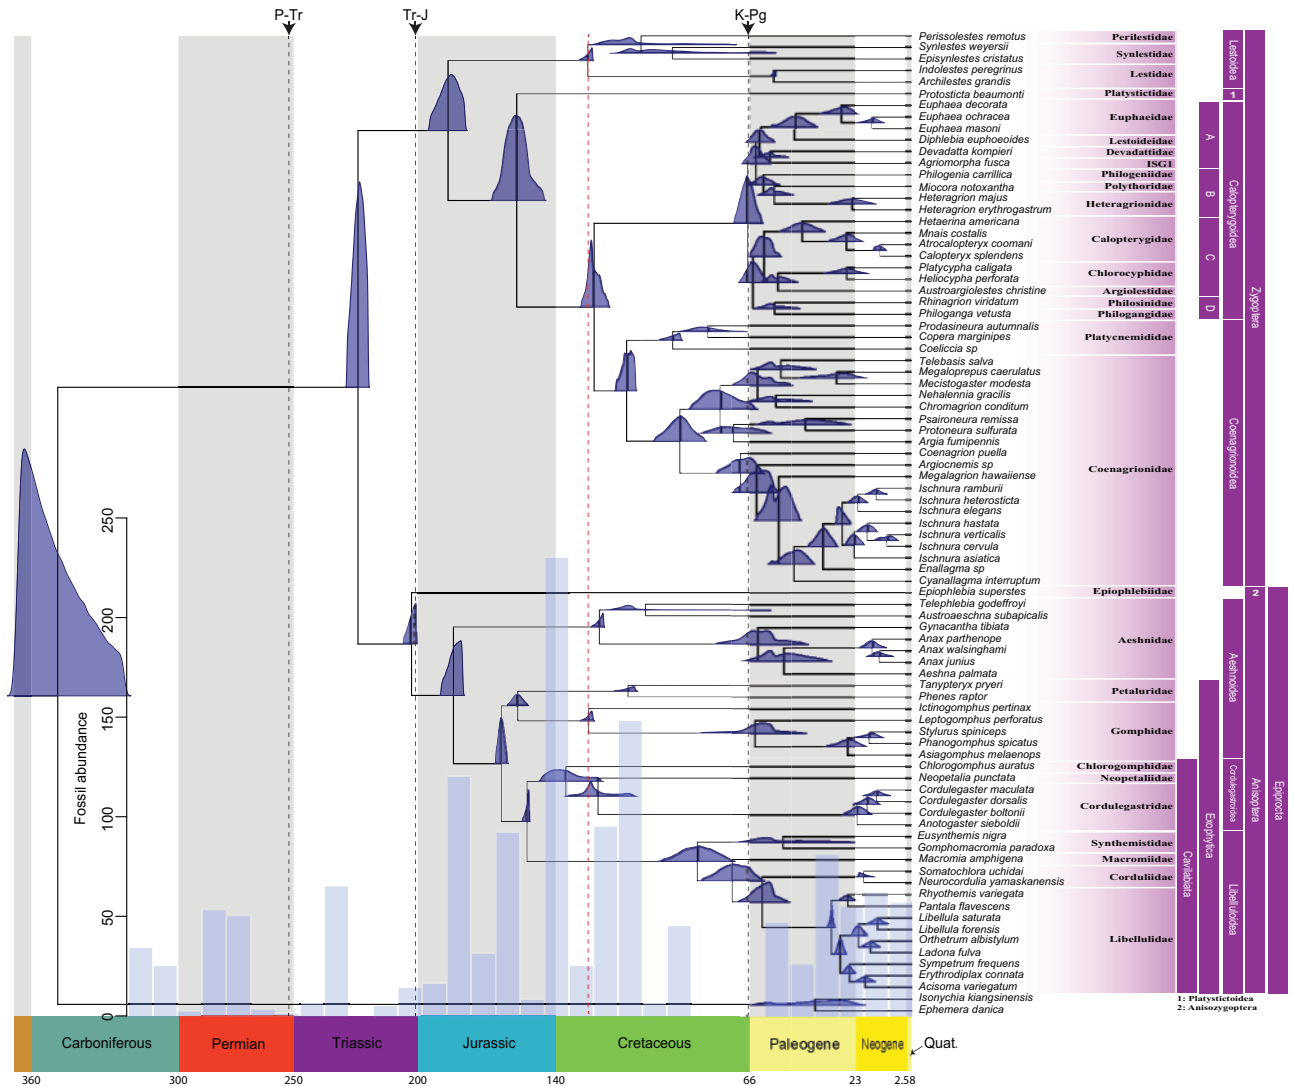 P-Tr
Tr-J
K-Pg
Perissolestes remotus
Synlestes weyersii
Episynlestes cristatus
Indolestes peregrinus
Archilestes grandis
Protosticta beaumonti
Euphaea decorata
Euphaea ochracea
Euphaea masoni
Diphlebia euphoeoides
Devadatta kompieri
Agriomorpha fusca
Philogenia carrillica
Miocora notoxantha
Heteragrion majus
Heteragrion erythrogastrum
Hetaerina americana
Mnais costalis
Atrocalopteryx coomani
Calopteryx splendens
Platycypha caligata
Heliocypha perforata
Austroargiolestes christine
Rhinagrion viridatum
Philoganga vetusta
Prodasineura autumnalis
Copera marginipes
Coeliccia sp
Telebasis salva
Megaloprepus caerulatus
Mecistogaster modesta
Nehalennia gracilis
Chromagrion conditum
Psaironeura remissa
Protoneura sulfurata
Argia fumipennis
Coenagrion puella
Argiocnemis sp
Megalagrion hawaiiense
Ischnura ramburii
Ischnura heterosticta
Ischnura elegans
Ischnura hastata
Ischnura verticalis
Ischnura cervula
Ischnura asiatica
Enallagma sp
Cyanallagma interruptum
Epiophlebia superstes
Telephlebia godeffroyi
Austroaeschna subapicalis
Gynacantha tibiata
Anax parthenope
Anax walsinghami
Anax junius
Aeshna palmata
Tanypteryx pryeri
Phenes raptor
Ictinogomphus pertinax
Leptogomphus perforatus
Stylurus spiniceps
Phanogomphus spicatus
Asiagomphus melaenops
Chlorogomphus auratus
Neopetalia punctata
Cordulegaster maculata
Cordulegaster dorsalis
Cordulegaster boltonii
Anotogaster sieboldii
Eusynthemis nigra
Gomphomacromia paradoxa
Macromia amphigena
Somatochlora uchidai
Neurocordulia yamaskanensis
Rhyothemis variegata
Pantala flavescens
Libellula saturata
Libellula forensis
Orthetrum albistylum
Ladona fulva
Sympetrum frequens
Erythrodiplax connata
Acisoma variegatum
Isonychia kiangsinensis
Ephemera danica
Perilestidae
Synlestidae
Lestidae
Platystictidae
Euphaeidae
Lestoideidae
Devadattidae
ISG1
Philogeniidae
Polythoridae
Heteragrionidae
Calopterygidae
Chlorocyphidae
Argiolestidae
Philosinidae
Philogangidae
Platycnemididae
Coenagrionidae
Epiophlebiidae
Aeshnidae
Petaluridae
Gomphidae
Chlorogomphidae
Neopetaliidae
Cordulegastridae
Synthemistidae
Macromiidae
Corduliidae
Libellulidae
A
B
C
D
Lestoidea
1
Calopterygoidea
Coenagrionoidea
Zygoptera
2
Aeshnoidea
Cordulegastroidea
Libelluloidea
Cavilabiata
Exophytica
Anisoptera
Epiprocta
1: Platystictoidea
2: Anisozygoptera
Fossil abundance
250
200
150
100
50
0
Carboniferous
Permian
Triassic
Jurassic
Cretaceous
Paleogene
Neogene
Quat.
360
300
250
200
140
66
23
2.58